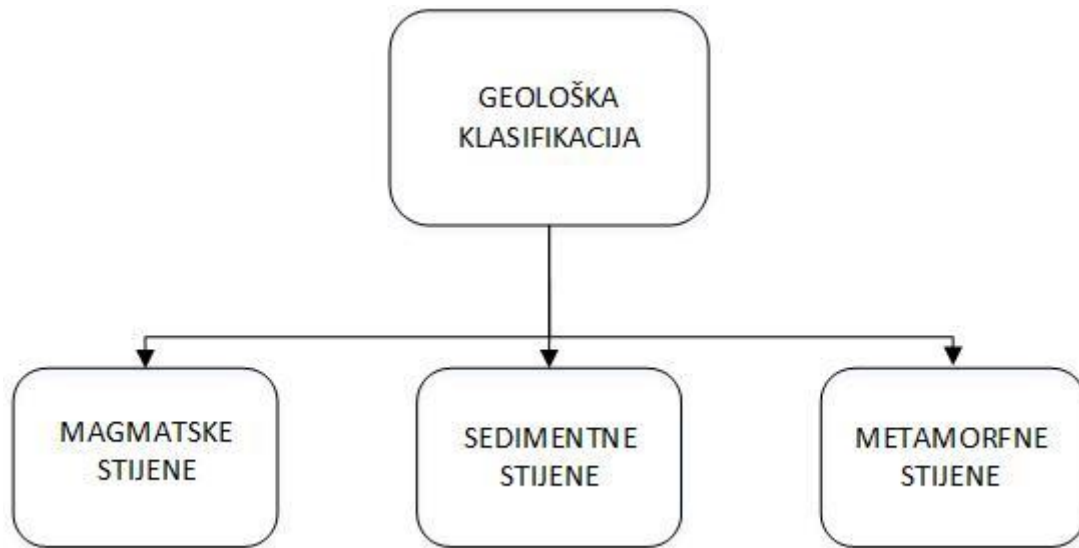 GEOLOŠKA
KLASIFIKACIJA
MAGMATSKE
STIJENE
SEDIMENTNE
STIJENE
METAMORFNE
STIJENE